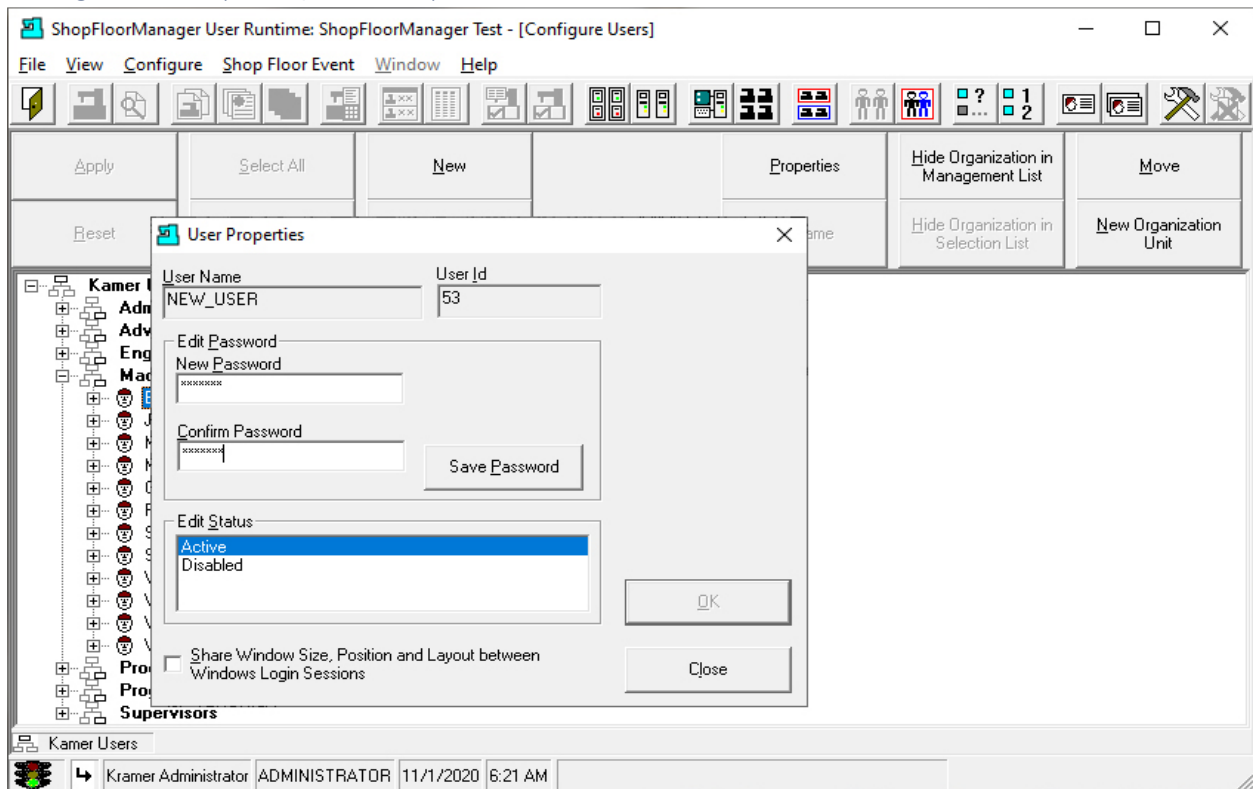 ShopFloorManager User Runtime: ShopFloorManager Test - [Configure Users]
File View Configure Shop Floor Event Window Help
Apply Select All New Properties Hide Organization in Management List Move
Reset Hide Organization in Selection List New Organization Unit
User Properties
User Name User Id
NEW_USER 53
Edit Password
New Password
*******
Confirm Password
*******
Save Password
Edit Status
Active
Disabled
OK
Share Window Size, Position and Layout between
Windows Login Sessions
Close
Kamer
Supervisors
Kamer Users
Kramer Administrator ADMINISTRATOR 11/1/2020 6:21 AM